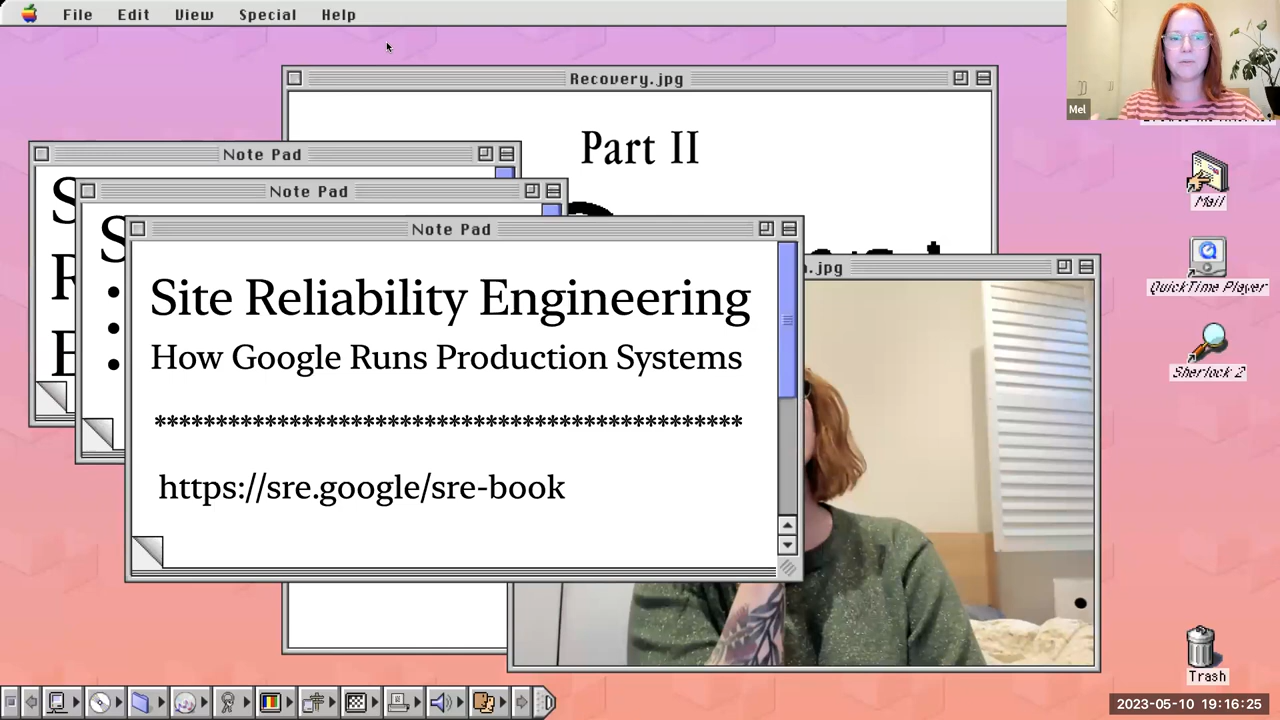 File Edit View Special Help
Recovery.jpg
Mel
Part II
Note Pad
Mail
Note Pad
S
S
Note Pad
.jpg
R
QuickTime Player
Site Reliability Engineering
How Google Runs Production Systems
E
Sherlock 2
************************************************
https://sre.google/sre-book
Trash
2023-05-10 19:16:25